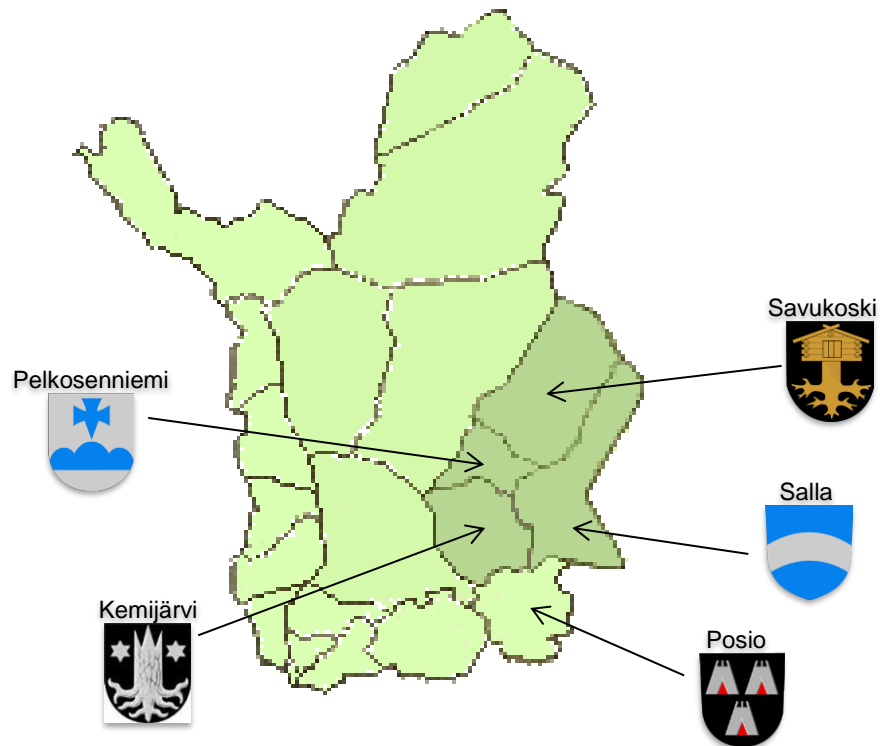 Savukoski
Pelkosenniemi
Salla
Kemijärvi
Posio